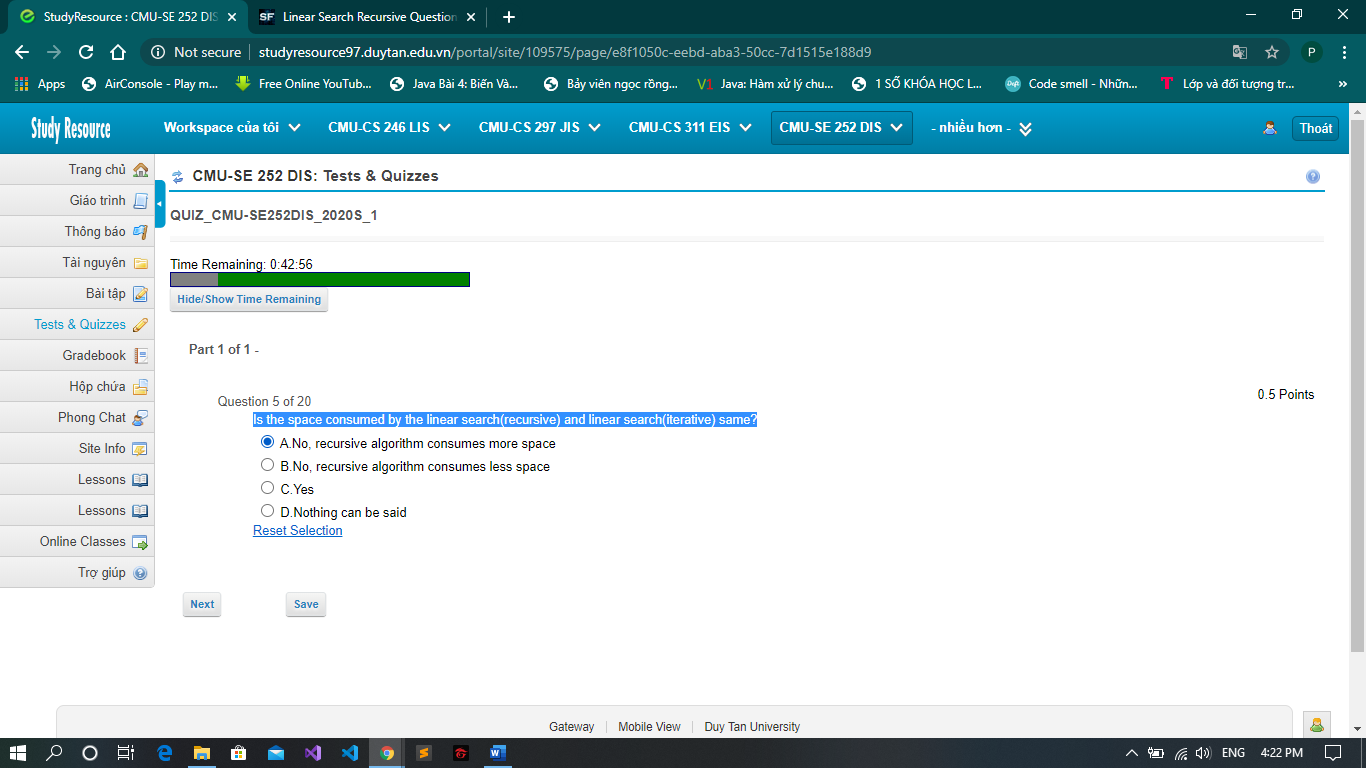 StudyResource : CMU-SE 252 DIS
SF Linear Search Recursive Question
Not secure studyresource97.duytan.edu.vn/portal/site/109575/page/e8f1050c-eebd-aba3-50cc-7d1515e188d9
P
Apps AirConsole - Play m... Free Online YouTub... Java Bài 4: Biến Và... Bảy viên ngọc rồng... V1 Java: Hàm xử lý chu... 1 SỐ KHÓA HỌC L... Code smell - Nhữn... T Lớp và đối tượng tr... »
Study Resource Workspace của tôi CMU-CS 246 LIS CMU-CS 297 JIS CMU-CS 311 EIS CMU-SE 252 DIS - nhiều hơn - Thoát
Trang chủ
Giáo trình
Thông báo
Tài nguyên
Bài tập
Tests & Quizzes
Gradebook
Hộp chứa
Phong Chat
Site Info
Lessons
Lessons
Online Classes
Trợ giúp
CMU-SE 252 DIS: Tests & Quizzes
QUIZ_CMU-SE252DIS_2020S_1
Time Remaining: 0:42:56
Hide/Show Time Remaining
Part 1 of 1 -
Question 5 of 20
0.5 Points
Is the space consumed by the linear search(recursive) and linear search(iterative) same?
A.No, recursive algorithm consumes more space
B.No, recursive algorithm consumes less space
C.Yes
D.Nothing can be said
Reset Selection
Next Save
Gateway Mobile View Duy Tan University
ENG 4:22 PM